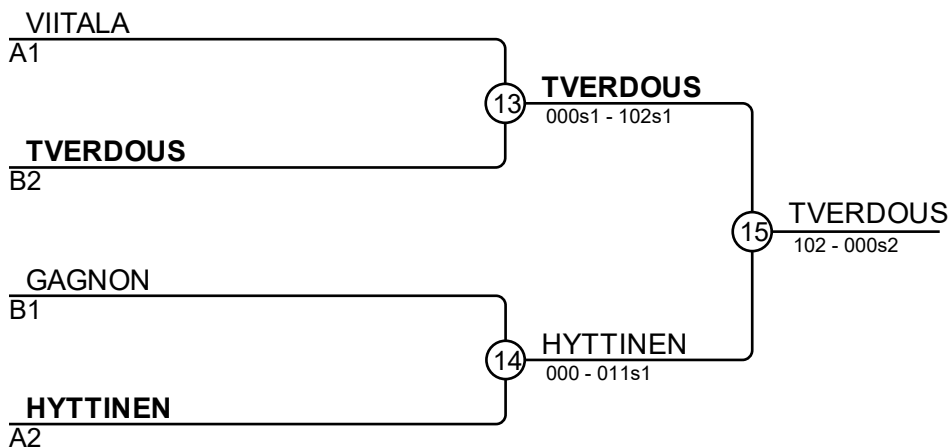 VIITALA
A1
13
TVERDOUS
000s1 - 102s1
TVERDOUS
B2
15
TVERDOUS
102 - 000s2
GAGNON
B1
14
HYTTINEN
000 - 011s1
HYTTINEN
A2